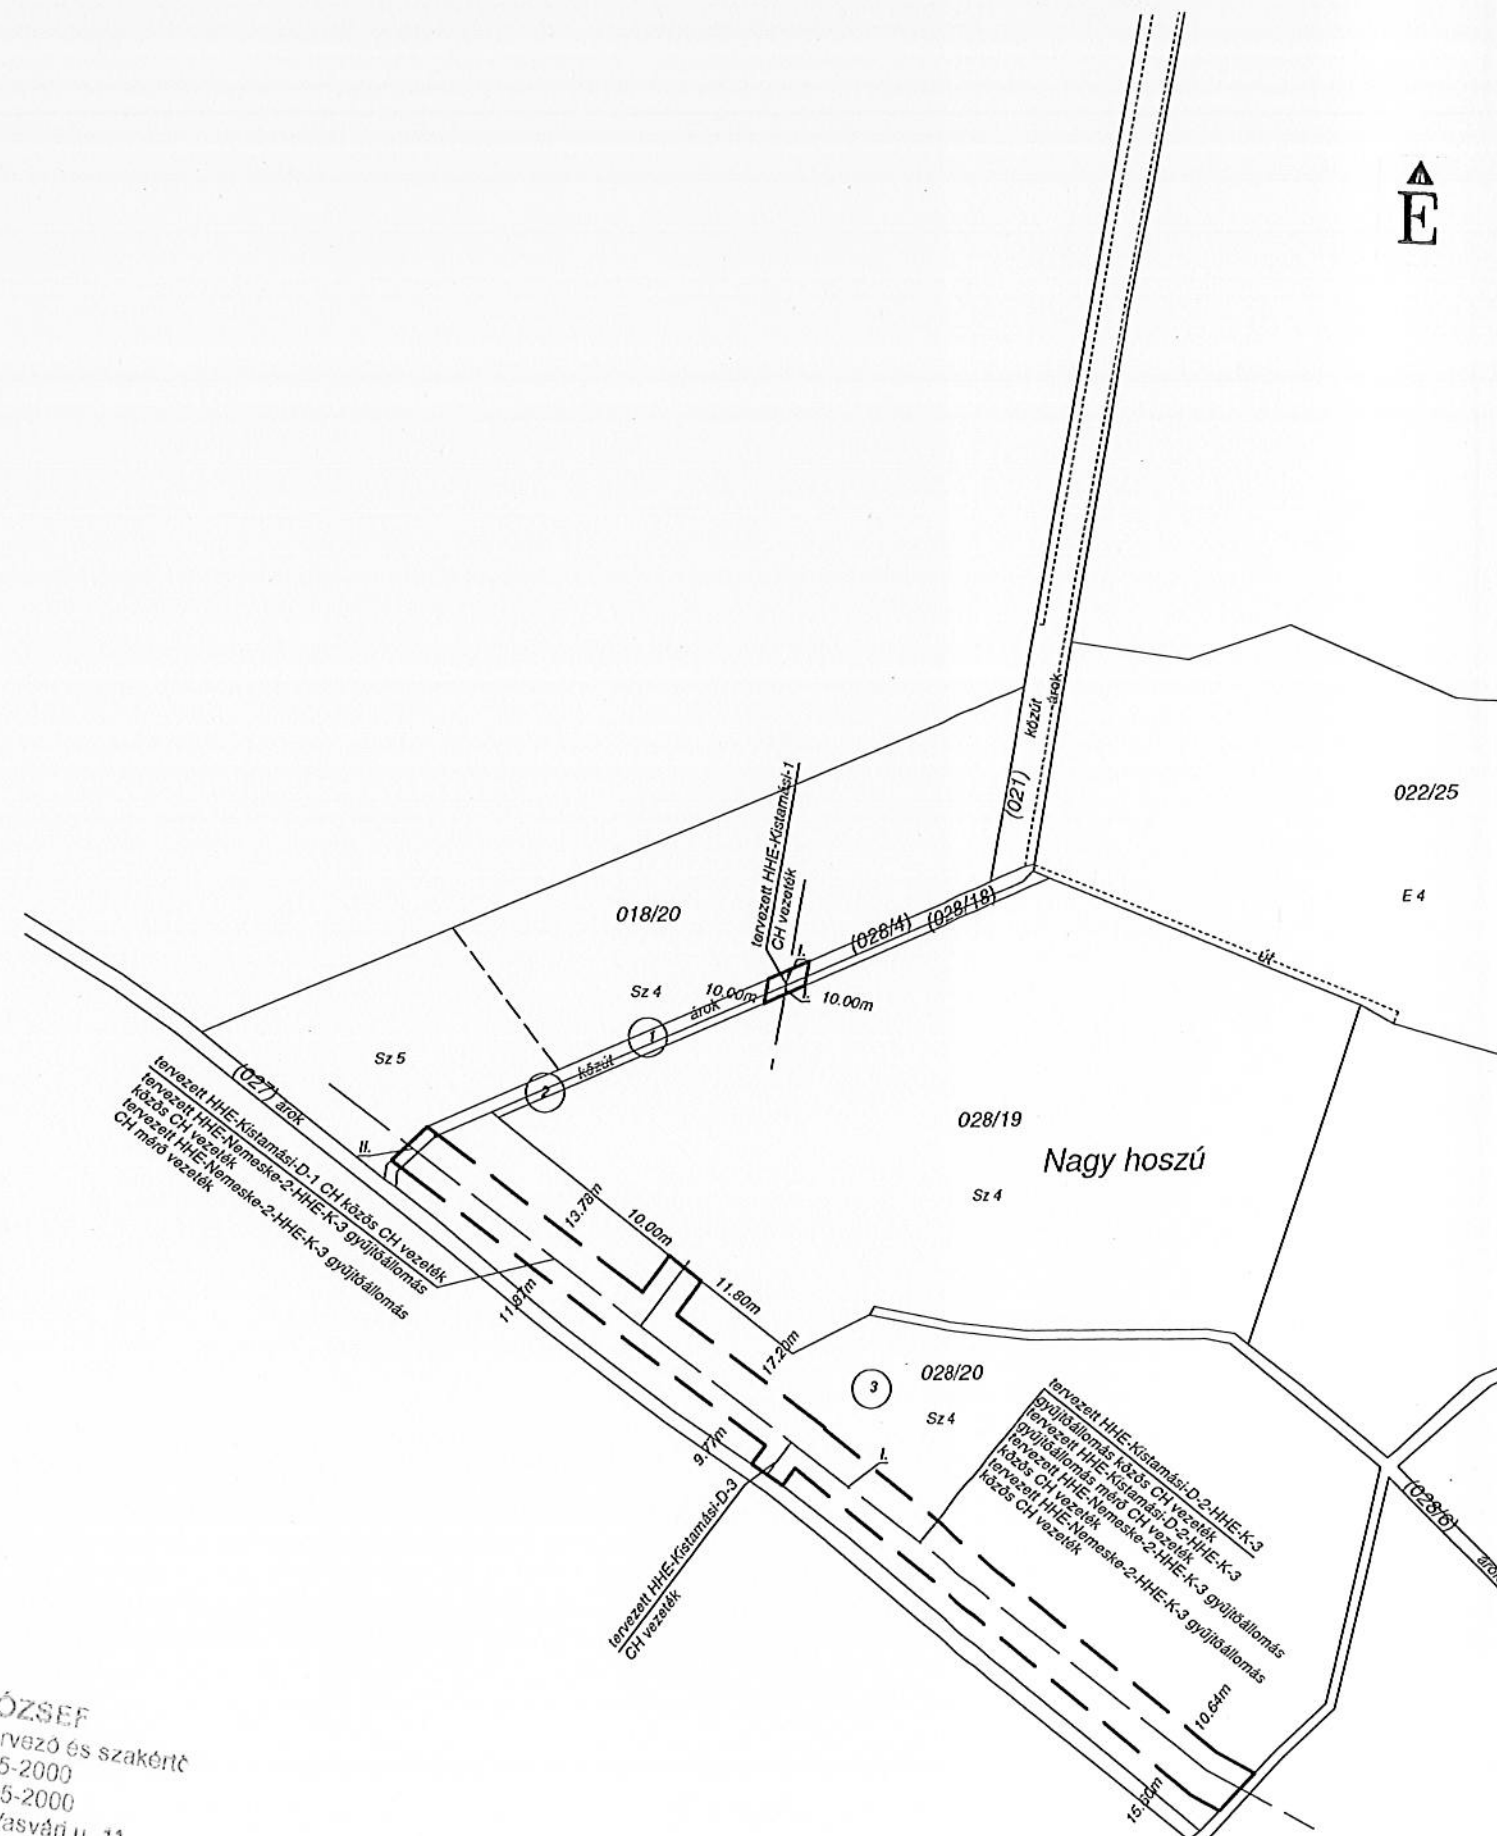 É
közút
árok
(021)
022/25
E 4
tervezett HHE-Kistamási-1
CH vezeték
018/20
(028/4)
(028/18)
út
Sz 4
10.00m
I.
10.00m
árok
1
I
Sz 5
közút
2
(027) árok
028/19
Nagy hoszú
Sz 4
II.
tervezett HHE-Kistamási-D-1 CH közös CH vezeték
tervezett HHE-Nemeske-2-HHE-K-3 gyűjtőállomás
közös CH vezeték
tervezett HHE-Nemeske-2-HHE-K-3 gyűjtőállomás
CH mérő vezeték
13.78m
10.00m
11.87m
11.80m
17.20m
3
028/20
Sz 4
9.77m
I.
tervezett HHE-Kistamási-D-3
CH vezeték
tervezett HHE-Kistamási-D-2-HHE-K-3
gyűjtőállomás közös CH vezeték
tervezett HHE-Kistamási-D-2-HHE-K-3
gyűjtőállomás mérő CH vezeték
tervezett HHE-Nemeske-2-HHE-K-3 gyűjtőállomás
közös CH vezeték
tervezett HHE-Nemeske-2-HHE-K-3 gyűjtőállomás
közös CH vezeték
(028/6)
árok
10.64m
15.60m
ÓZSEF
rvező és szakértő
5-2000
5-2000
Vasvári u. 11